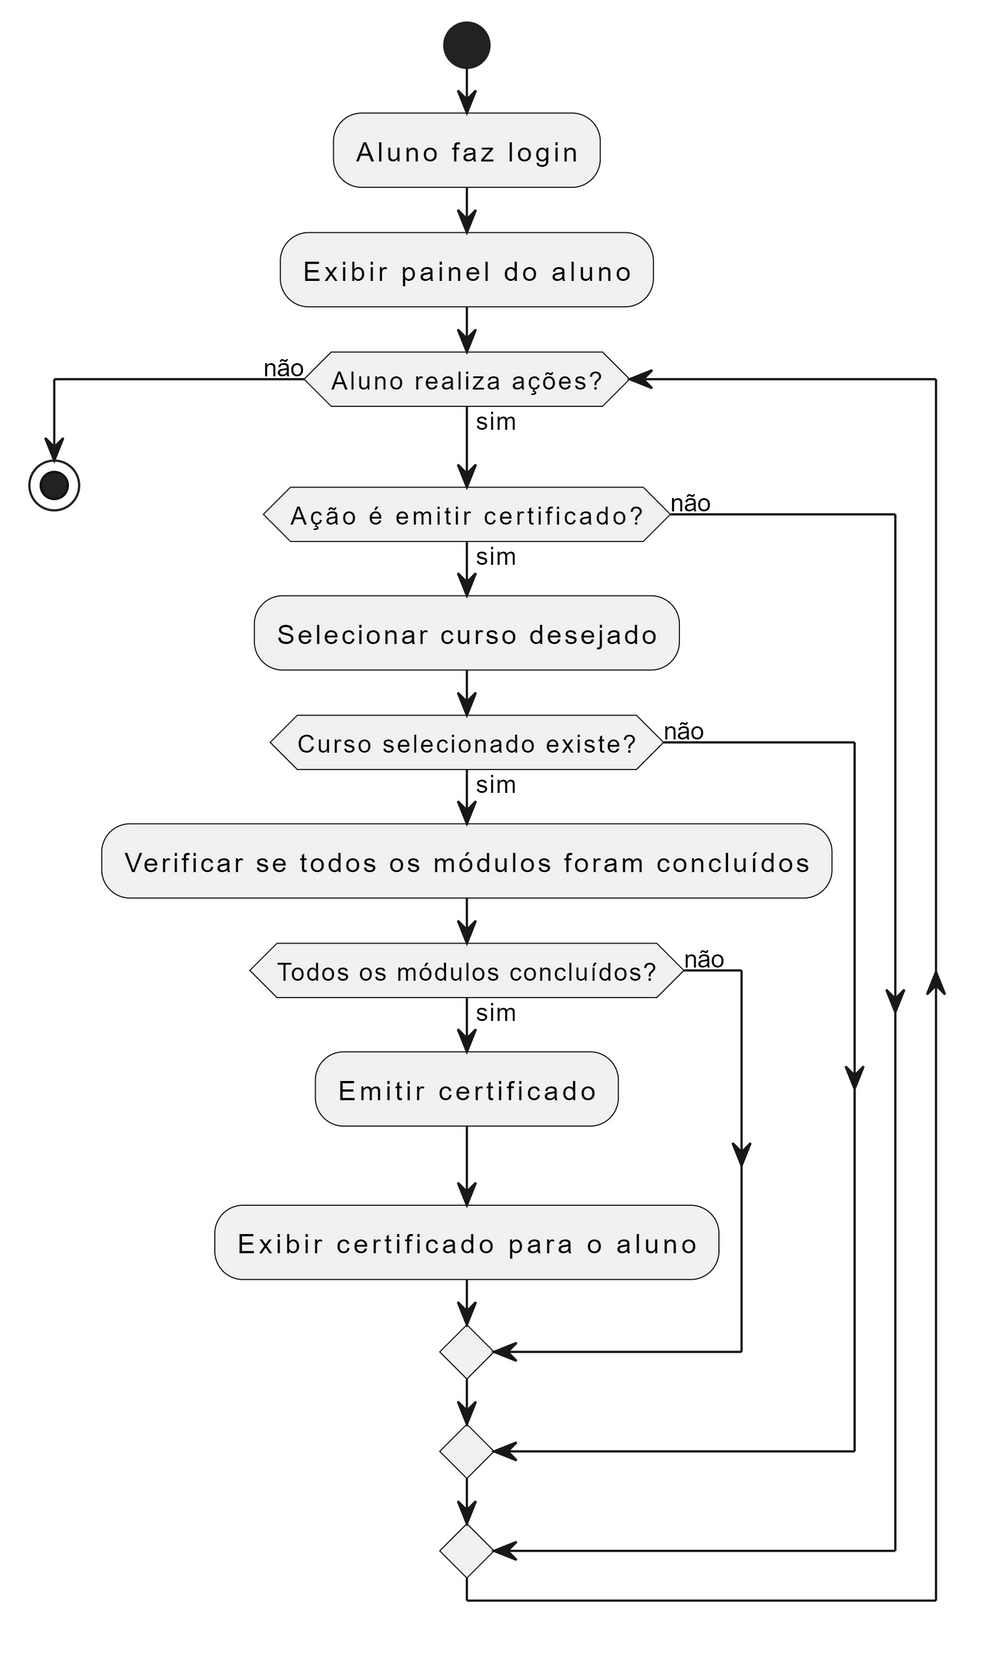 Aluno faz login
Exibir painel do aluno
não
Aluno realiza ações?
sim
Ação é emitir certificado?
não
sim
Selecionar curso desejado
Curso selecionado existe?
não
sim
Verificar se todos os módulos foram concluídos
Todos os módulos concluídos?
não
sim
Emitir certificado
Exibir certificado para o aluno